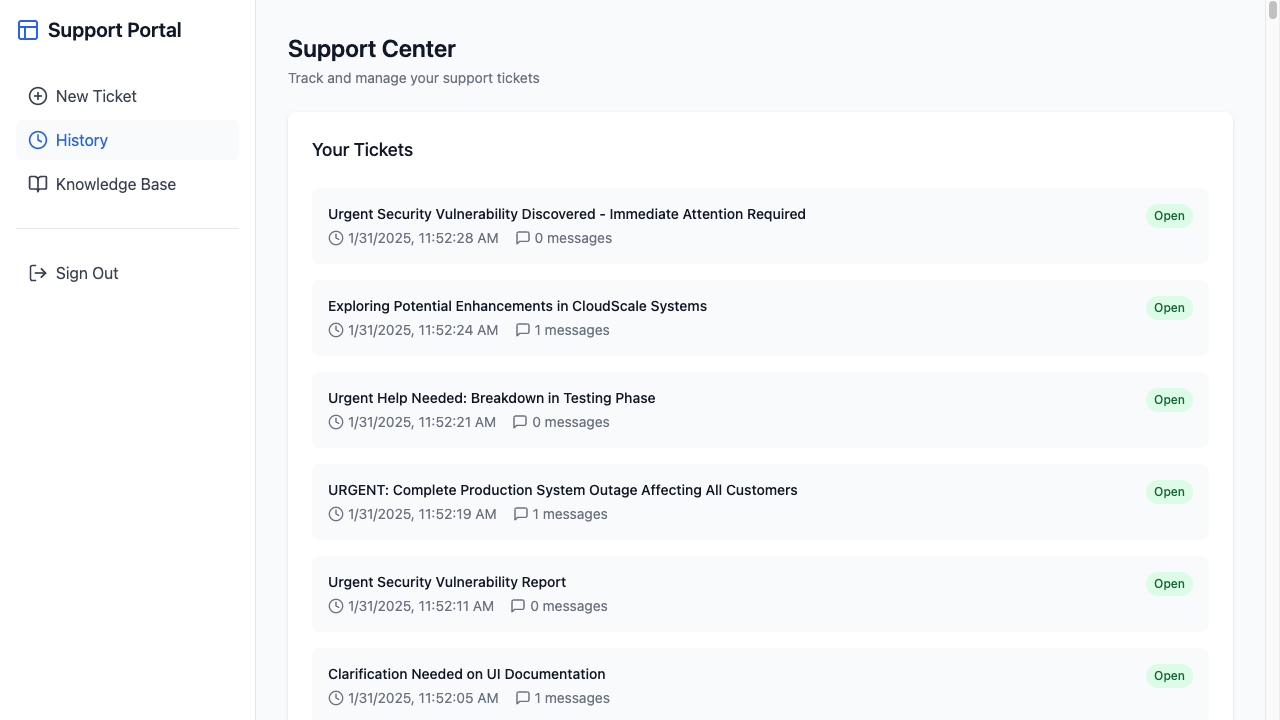 Support Portal
New Ticket
History
Knowledge Base
Sign Out
Support Center
Track and manage your support tickets
Your Tickets
Urgent Security Vulnerability Discovered - Immediate Attention Required
Open
1/31/2025, 11:52:28 AM 0 messages
Exploring Potential Enhancements in CloudScale Systems
Open
1/31/2025, 11:52:24 AM 1 messages
Urgent Help Needed: Breakdown in Testing Phase
Open
1/31/2025, 11:52:21 AM 0 messages
URGENT: Complete Production System Outage Affecting All Customers
Open
1/31/2025, 11:52:19 AM 1 messages
Urgent Security Vulnerability Report
Open
1/31/2025, 11:52:11 AM 0 messages
Clarification Needed on UI Documentation
Open
1/31/2025, 11:52:05 AM 1 messages